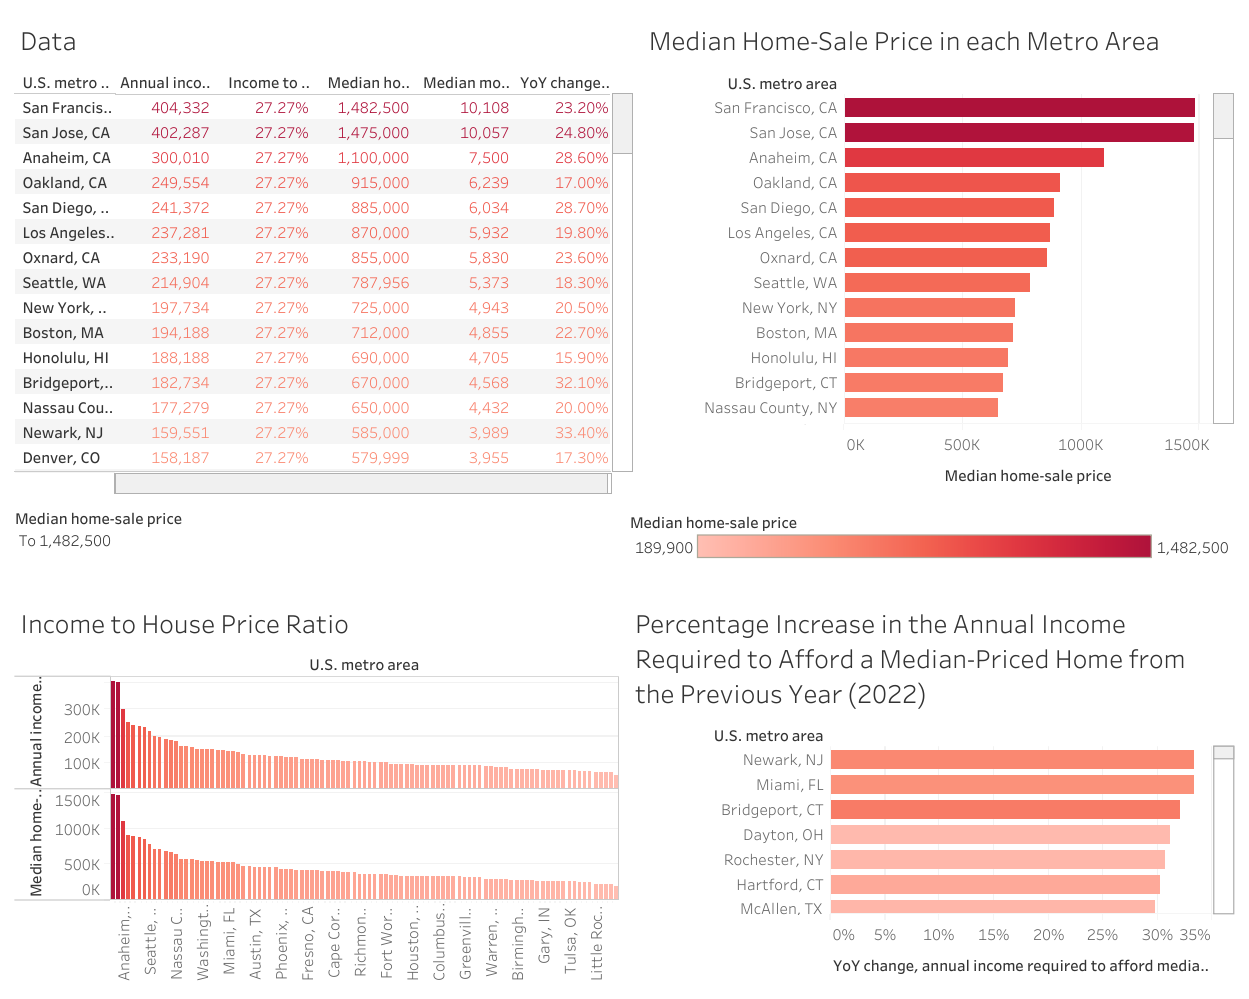 Data
U.S. metro .. Annual inco.. Income to .. Median ho.. Median mo.. YoY change..
San Francis.. 404,332 27.27% 1,482,500 10,108 23.20%
San Jose, CA 402,287 27.27% 1,475,000 10,057 24.80%
Anaheim, CA 300,010 27.27% 1,100,000 7,500 28.60%
Oakland, CA 249,554 27.27% 915,000 6,239 17.00%
San Diego, .. 241,372 27.27% 885,000 6,034 28.70%
Los Angeles.. 237,281 27.27% 870,000 5,932 19.80%
Oxnard, CA 233,190 27.27% 855,000 5,830 23.60%
Seattle, WA 214,904 27.27% 787,956 5,373 18.30%
New York, .. 197,734 27.27% 725,000 4,943 20.50%
Boston, MA 194,188 27.27% 712,000 4,855 22.70%
Honolulu, HI 188,188 27.27% 690,000 4,705 15.90%
Bridgeport,.. 182,734 27.27% 670,000 4,568 32.10%
Nassau Cou.. 177,279 27.27% 650,000 4,432 20.00%
Newark, NJ 159,551 27.27% 585,000 3,989 33.40%
Denver, CO 158,187 27.27% 579,999 3,955 17.30%
Median home-sale price
To 1,482,500
Median Home-Sale Price in each Metro Area
U.S. metro area
San Francisco, CA
San Jose, CA
Anaheim, CA
Oakland, CA
San Diego, CA
Los Angeles, CA
Oxnard, CA
Seattle, WA
New York, NY
Boston, MA
Honolulu, HI
Bridgeport, CT
Nassau County, NY
0K 500K 1000K 1500K
Median home-sale price
Median home-sale price
189,900 1,482,500
Income to House Price Ratio
U.S. metro area
Annual income..
300K
200K
100K
Median home-..
1500K
1000K
500K
0K
Anaheim,..
Seattle, ..
Nassau C..
Washingt..
Miami, FL
Austin, TX
Phoenix, ..
Fresno, CA
Cape Cor..
Richmon..
Fort Wor..
Houston, ..
Columbus..
Greenvill..
Warren, ..
Birmingh..
Gary, IN
Tulsa, OK
Little Roc..
Percentage Increase in the Annual Income
Required to Afford a Median-Priced Home from
the Previous Year (2022)
U.S. metro area
Newark, NJ
Miami, FL
Bridgeport, CT
Dayton, OH
Rochester, NY
Hartford, CT
McAllen, TX
0% 5% 10% 15% 20% 25% 30% 35%
YoY change, annual income required to afford media..